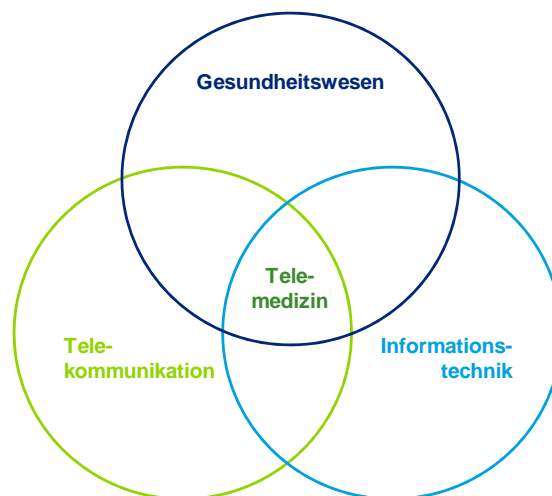 Gesundheitswesen
Tele-
medizin
Tele-
kommunikation
Informations-
technik